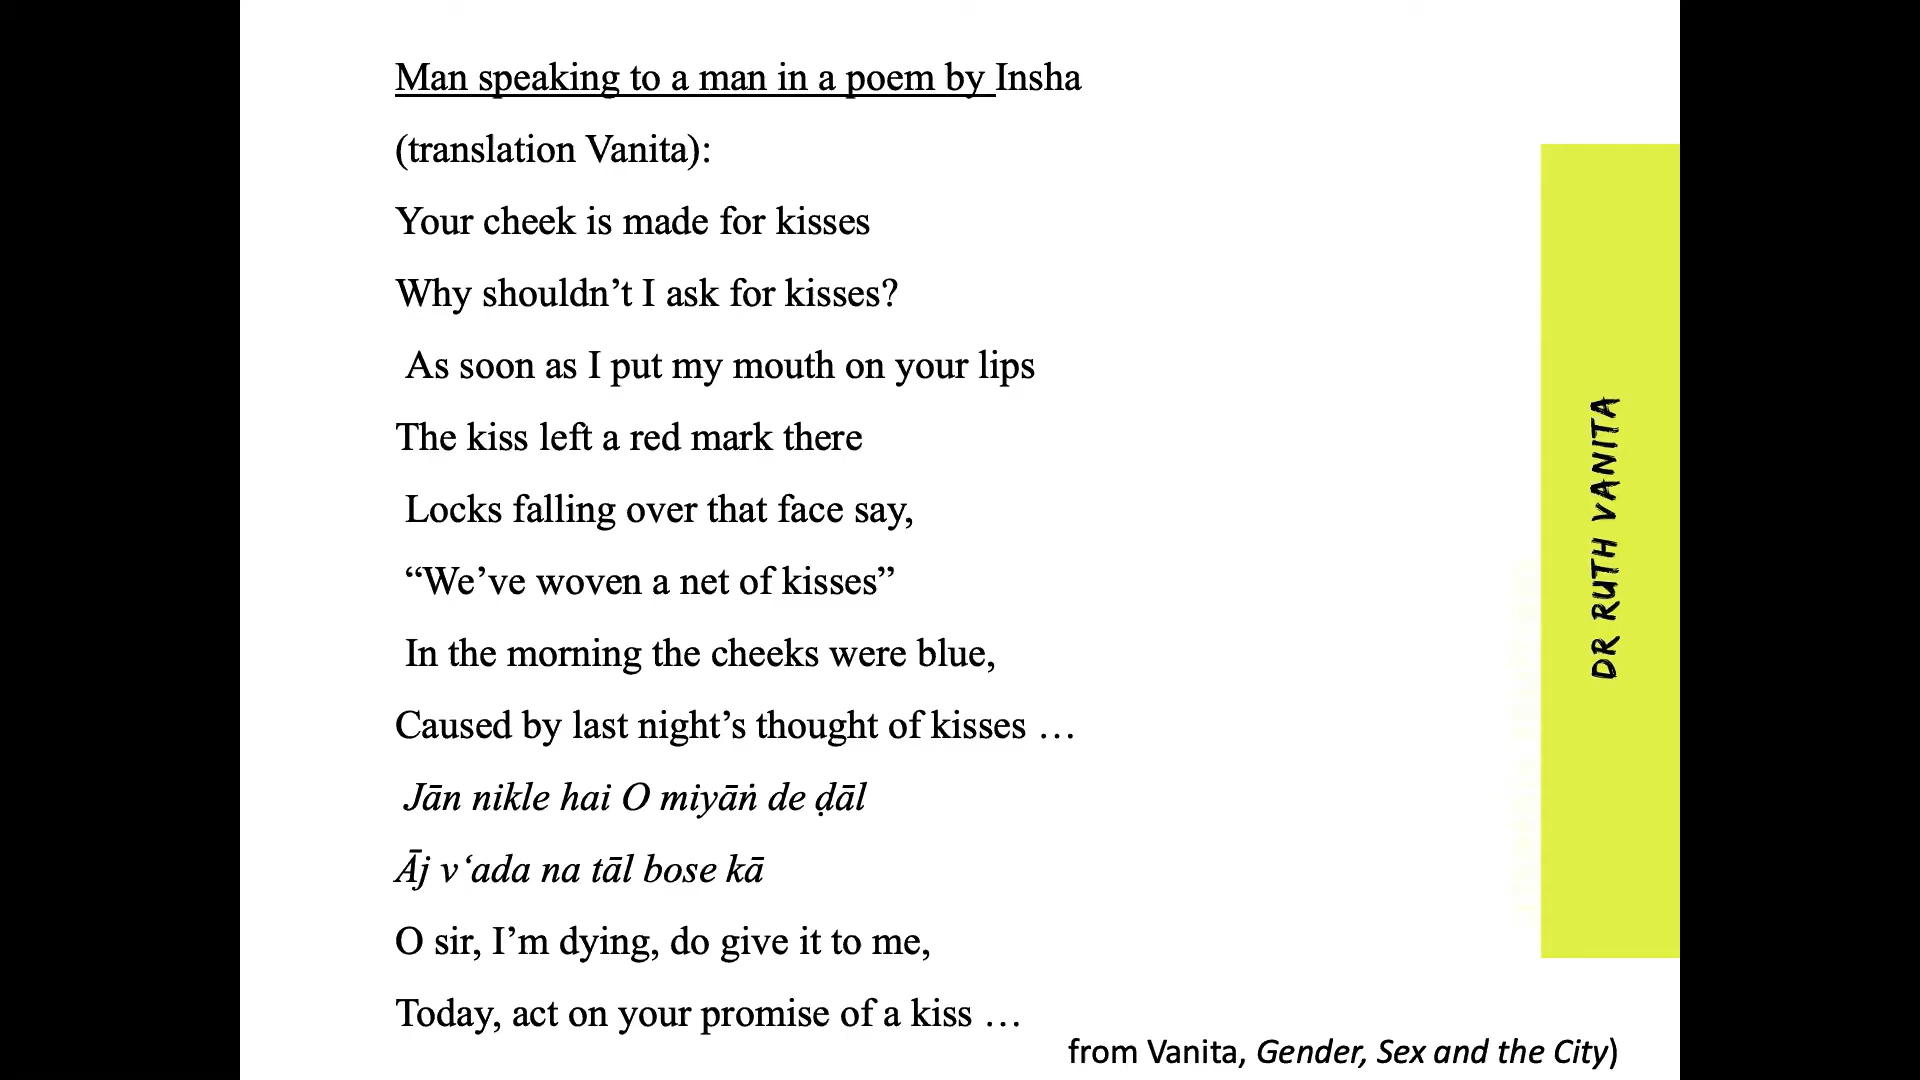 Man speaking to a man in a poem by Insha
(translation Vanita):
Your cheek is made for kisses
Why shouldn’t I ask for kisses?
As soon as I put my mouth on your lips
The kiss left a red mark there
Locks falling over that face say,
“We’ve woven a net of kisses”
In the morning the cheeks were blue,
Caused by last night’s thought of kisses …
Jān nikle hai O miyāṅ de ḍāl
Āj v‘ada na tāl bose kā
O sir, I’m dying, do give it to me,
Today, act on your promise of a kiss …
from Vanita, Gender, Sex and the City)
DR RUTH VANITA